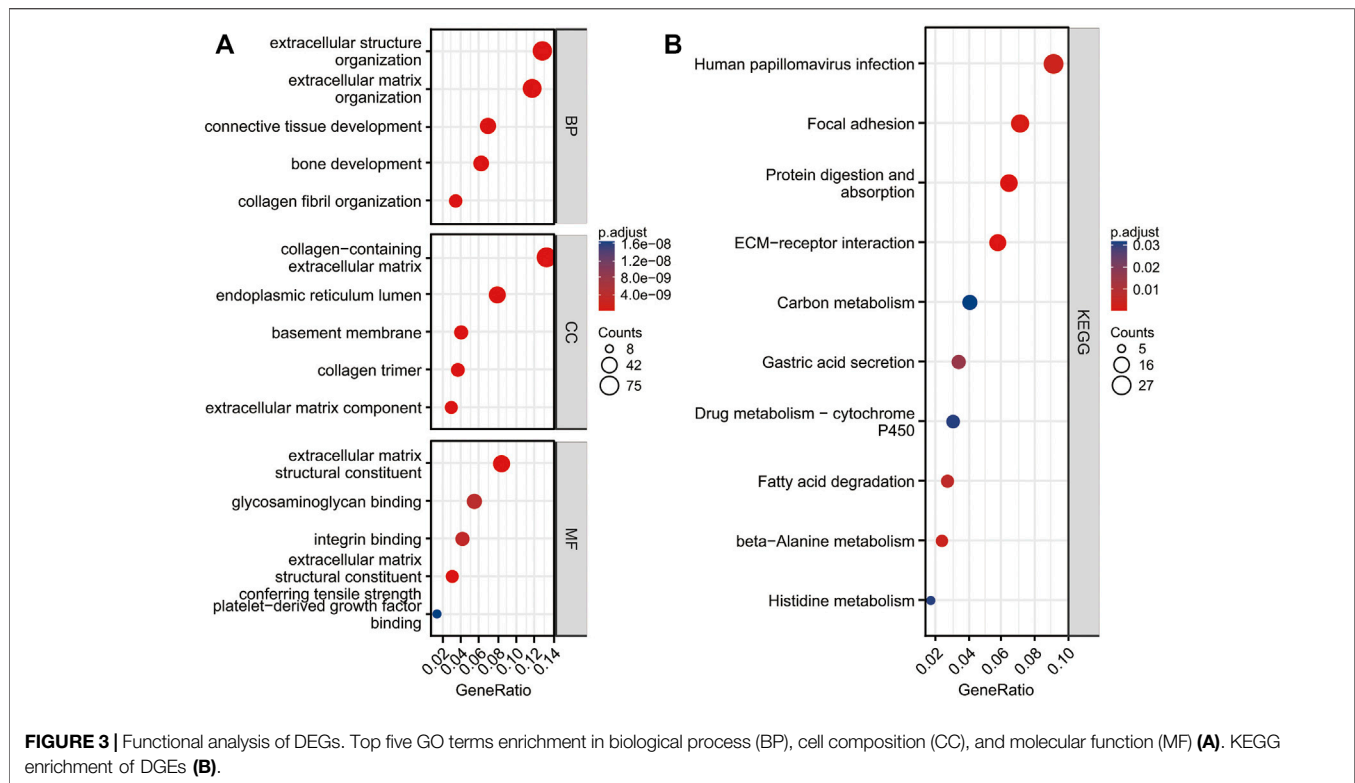 A
extracellular structure
organization
extracellular matrix
organization
connective tissue development
bone development
collagen fibril organization
BP
collagen−containing
extracellular matrix
endoplasmic reticulum lumen
basement membrane
collagen trimer
extracellular matrix component
CC
extracellular matrix
structural constituent
glycosaminoglycan binding
integrin binding
extracellular matrix
structural constituent
conferring tensile strength
platelet−derived growth factor
binding
MF
0.02 0.04 0.06 0.08 0.10 0.12 0.14
GeneRatio
p.adjust
1.6e−08
1.2e−08
8.0e−09
4.0e−09
Counts
8
42
75
B
Human papillomavirus infection
Focal adhesion
Protein digestion and
absorption
ECM−receptor interaction
Carbon metabolism
Gastric acid secretion
Drug metabolism − cytochrome
P450
Fatty acid degradation
beta−Alanine metabolism
Histidine metabolism
KEGG
0.02 0.04 0.06 0.08 0.10
GeneRatio
p.adjust
0.03
0.02
0.01
Counts
5
16
27
FIGURE 3 | Functional analysis of DEGs. Top five GO terms enrichment in biological process (BP), cell composition (CC), and molecular function (MF) (A). KEGG
enrichment of DGEs (B).